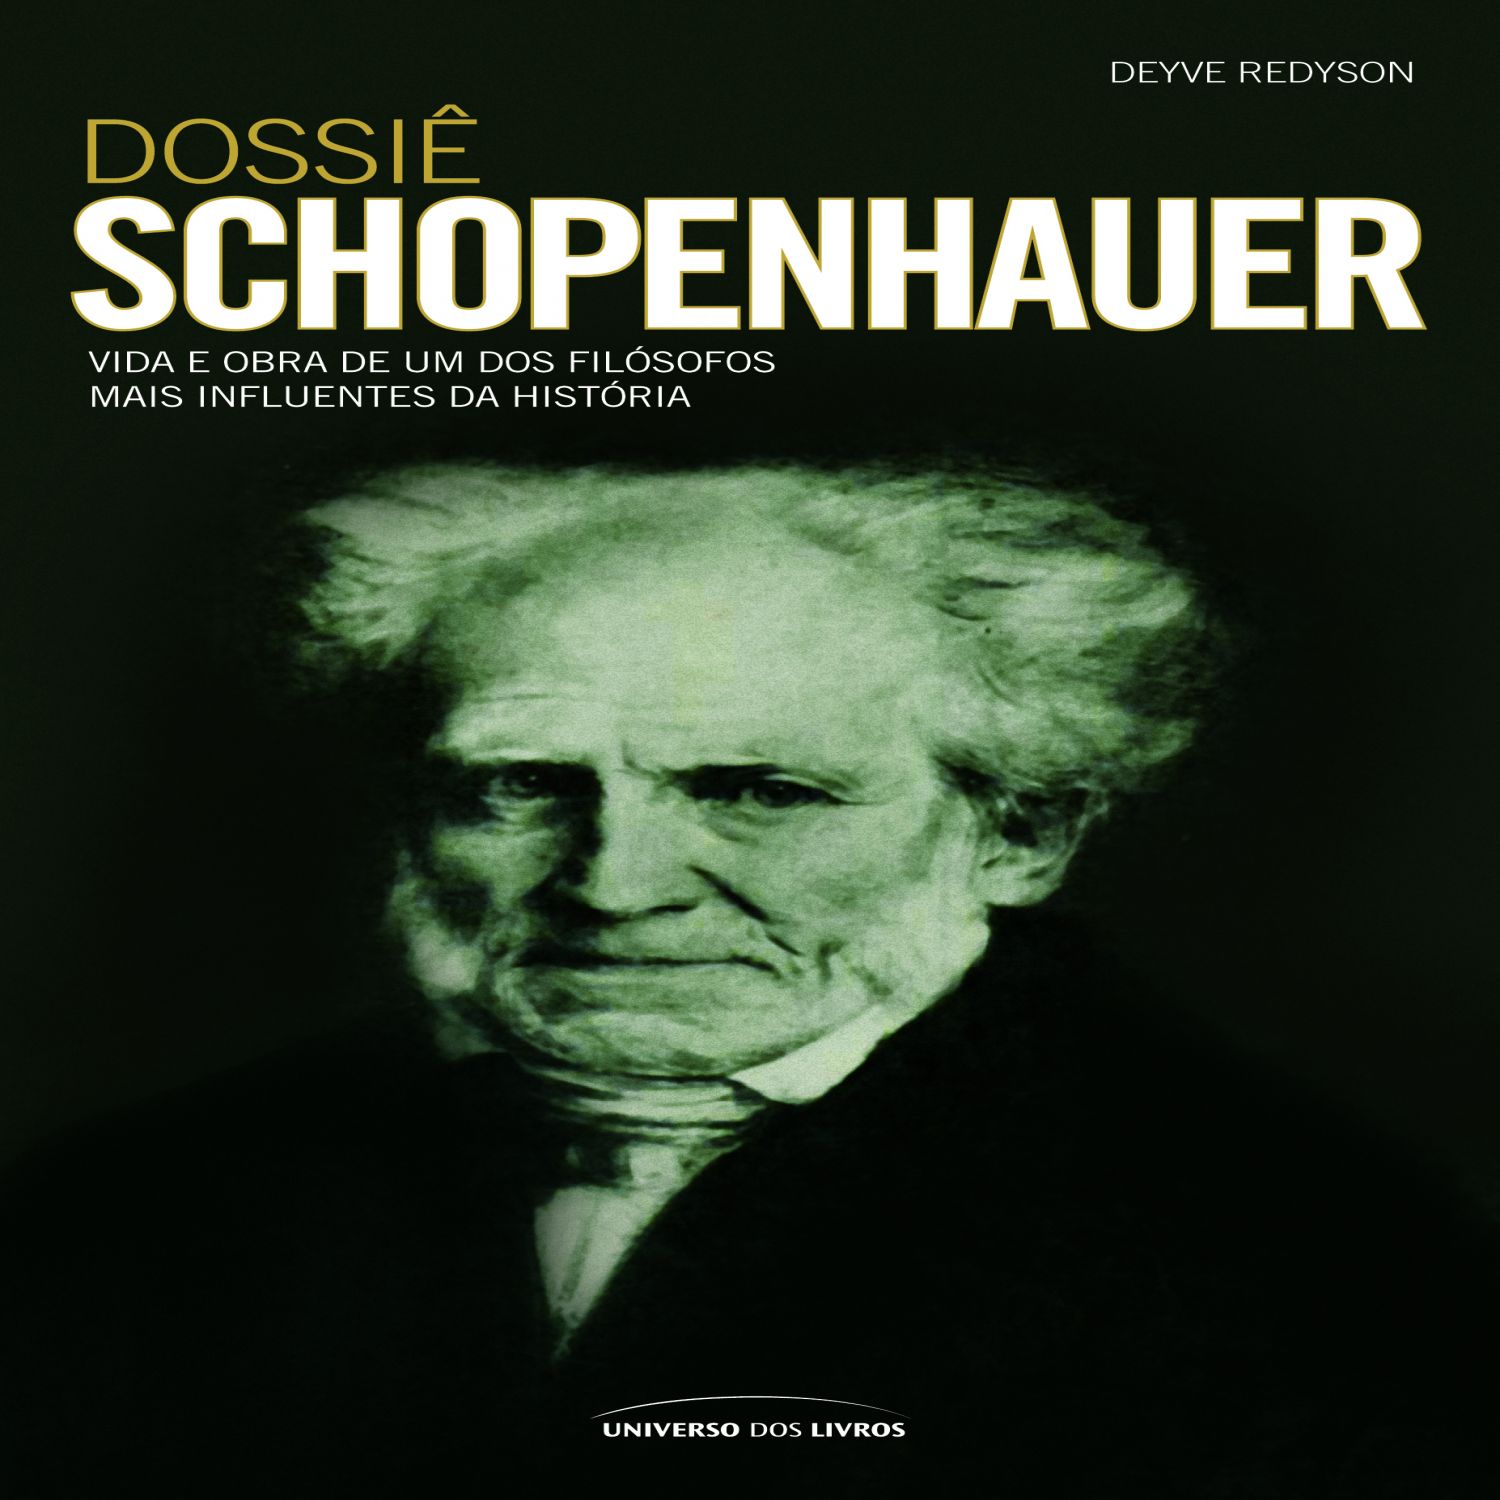 DEYVE REDYSON
DOSSIÊ
SCHOPENHAUER
VIDA E OBRA DE UM DOS FILÓSOFOS
MAIS INFLUENTES DA HISTÓRIA
UNIVERSO DOS LIVROS